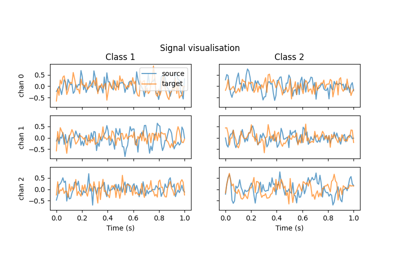 Signal visualisation
Class 1
Class 2
chan 0
0.5
0.0
−0.5
source
target
chan 1
0.5
0.0
−0.5
chan 2
0.5
0.0
−0.5
0.0 0.2 0.4 0.6 0.8 1.0
0.0 0.2 0.4 0.6 0.8 1.0
Time (s)
Time (s)